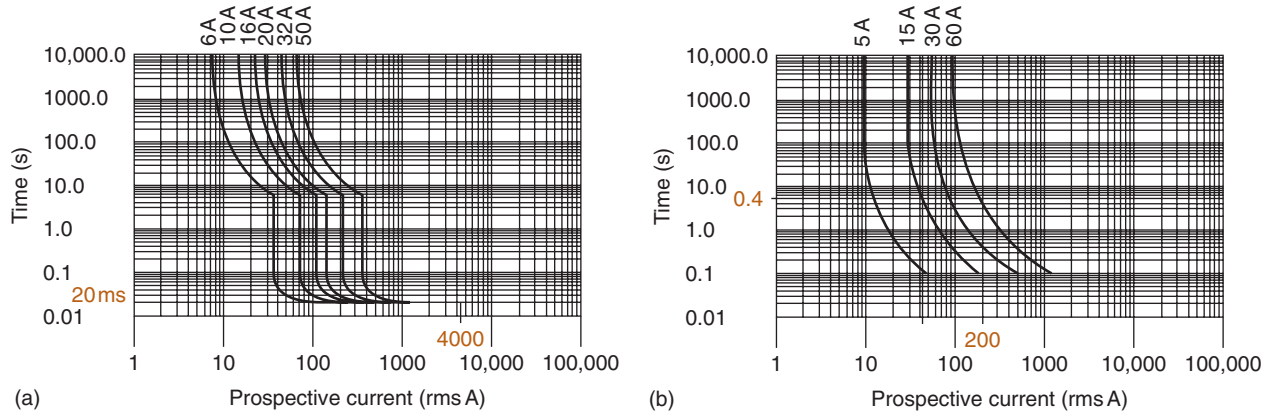 6 A
10 A
16 A
20 A
32 A
50 A
10,000.0
1000.0
100.0
10.0
1.0
0.1
20 ms
0.01
Time (s)
4000
1
10
100
1000
10,000
100,000
(a)
Prospective current (rms A)
5 A
15 A
30 A
60 A
10,000.0
1000.0
100.0
10.0
0.4
1.0
0.1
0.01
Time (s)
200
1
10
100
1000
10,000
100,000
(b)
Prospective current (rms A)